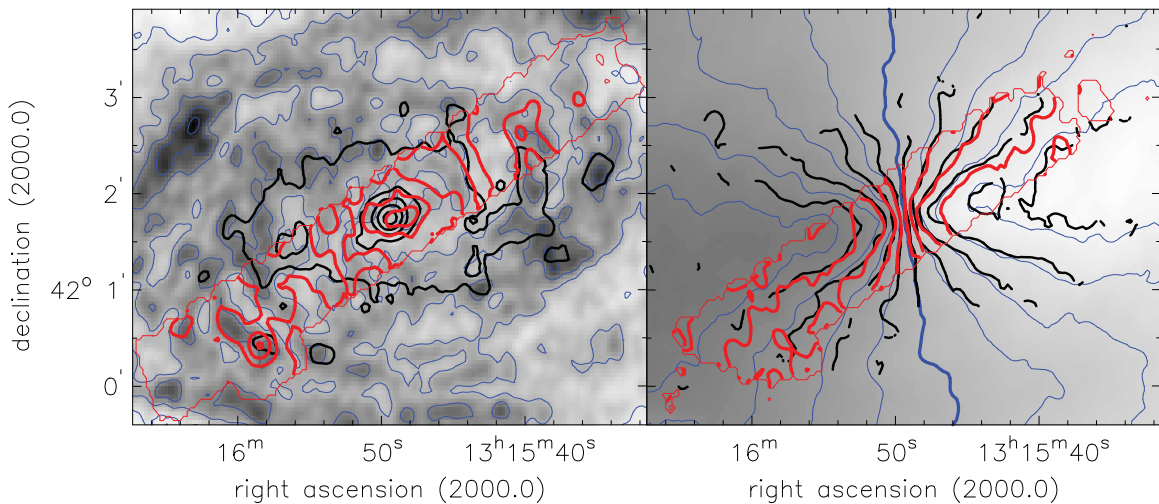 declination (2000.0)
3'
2'
42° 1'
0'
16ᵐ 50ˢ 13ʰ15ᵐ40ˢ
right ascension (2000.0)
16ᵐ 50ˢ 13ʰ15ᵐ40ˢ
right ascension (2000.0)